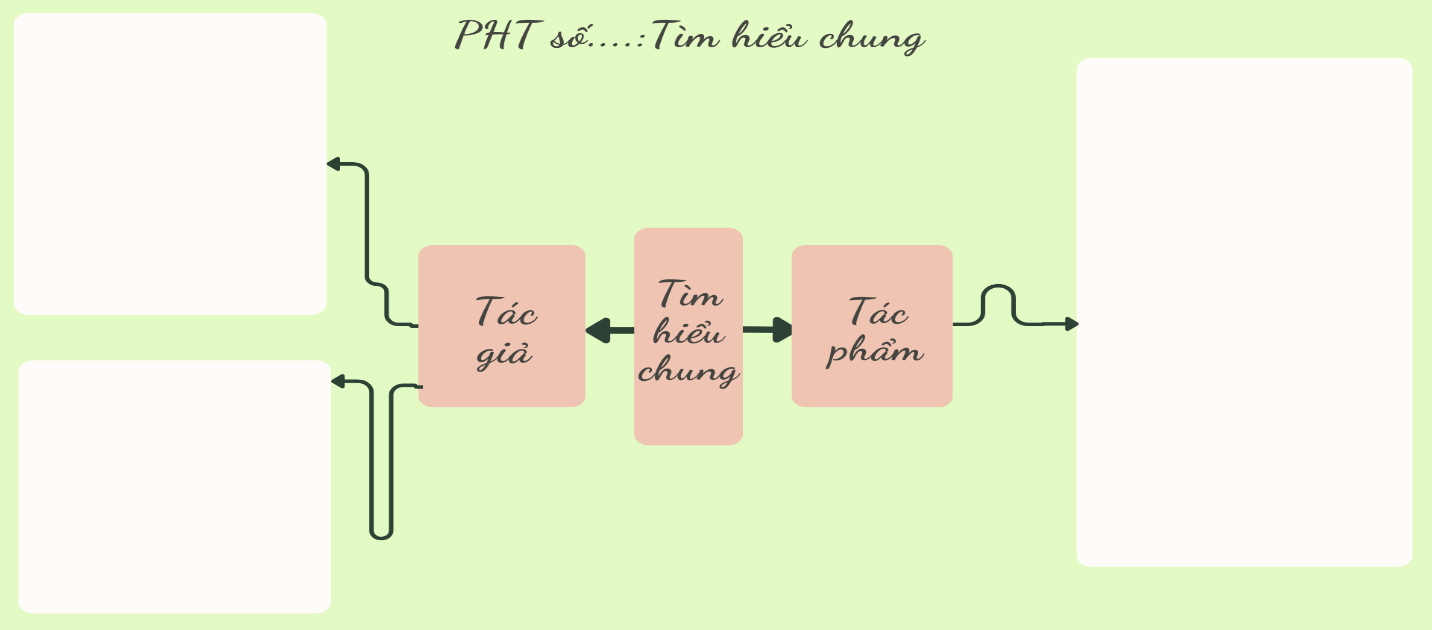 PHT số....:Tìm hiểu chung
Tác
giả
Tìm
hiểu
chung
Tác
phẩm